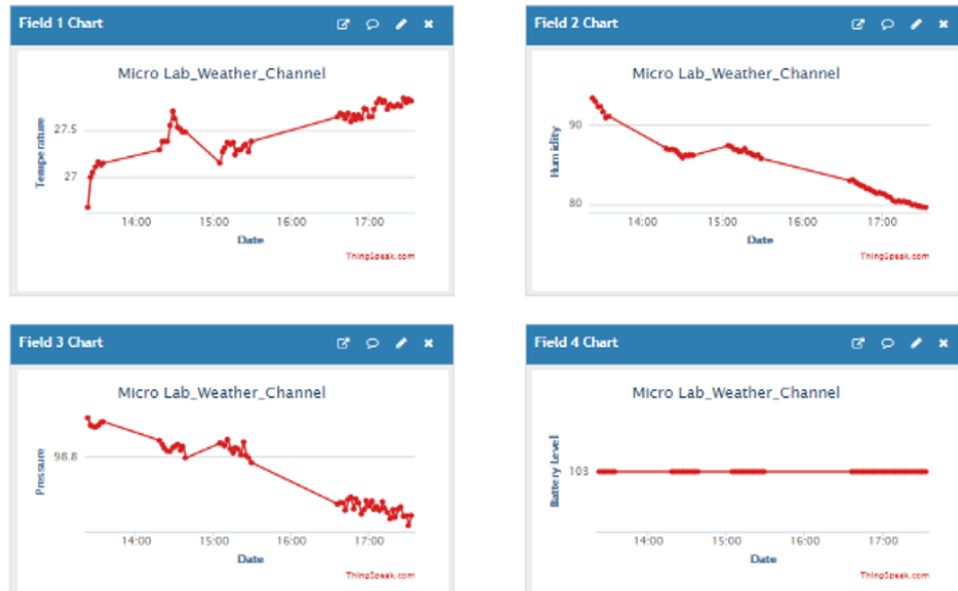 Field 1 Chart
Micro Lab_Weather_Channel
Temperature
27.5
27
14:00 15:00 16:00 17:00
Date
ThingSpeak.com
Field 2 Chart
Micro Lab_Weather_Channel
Humidity
90
80
14:00 15:00 16:00 17:00
Date
ThingSpeak.com
Field 3 Chart
Micro Lab_Weather_Channel
Pressure
98.8
14:00 15:00 16:00 17:00
Date
ThingSpeak.com
Field 4 Chart
Micro Lab_Weather_Channel
Battery Level
103
14:00 15:00 16:00 17:00
Date
ThingSpeak.com